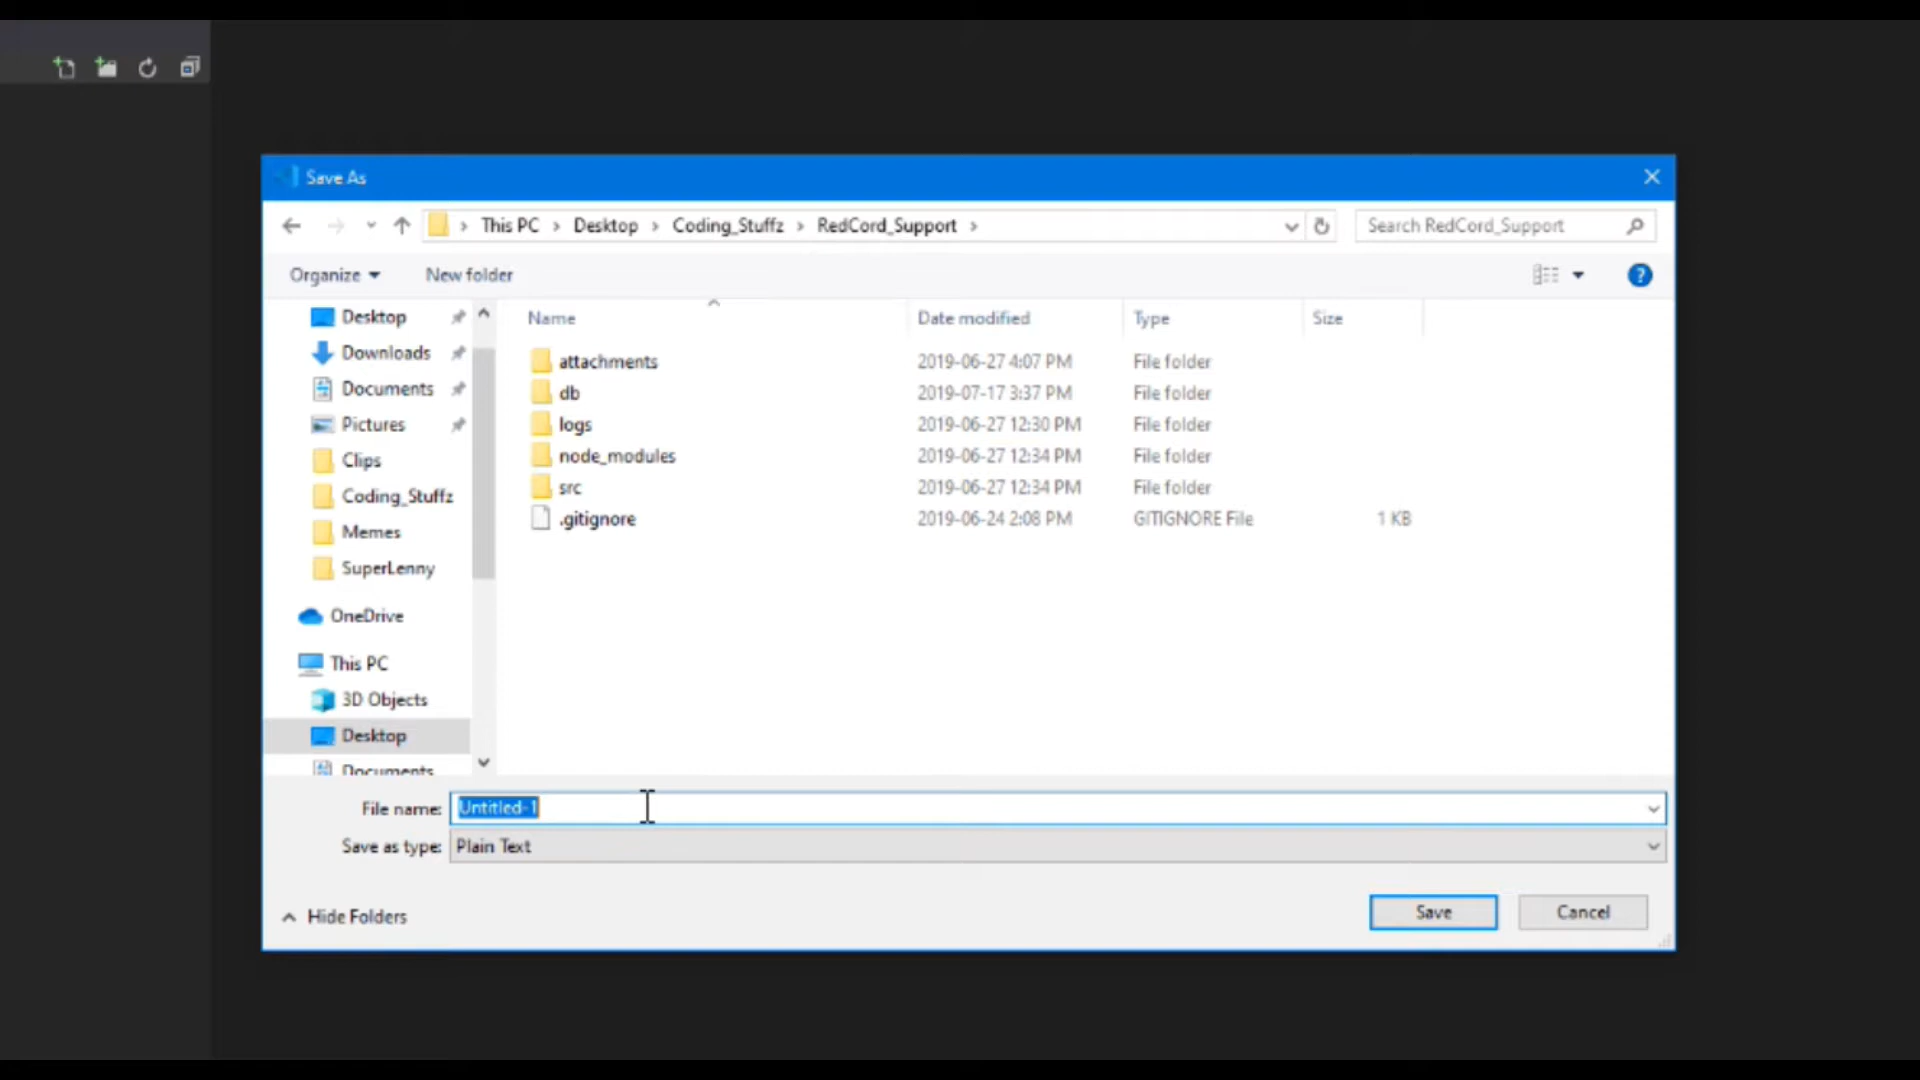 Save As
This PC > Desktop > Coding_Stuffz > RedCord_Support >
Search RedCord_Support
Organize
New folder
?
Name Date modified Type Size
Desktop
Downloads
Documents
Pictures
Clips
Coding_Stuffz
Memes
SuperLenny
OneDrive
This PC
3D Objects
Desktop
Documents
attachments 2019-06-27 4:07 PM File folder
db 2019-07-17 3:37 PM File folder
logs 2019-06-27 12:30 PM File folder
node_modules 2019-06-27 12:34 PM File folder
src 2019-06-27 12:34 PM File folder
.gitignore 2019-06-24 2:08 PM GITIGNORE File 1 KB
File name: Untitled-1
Save as type: Plain Text
Hide Folders
Save
Cancel